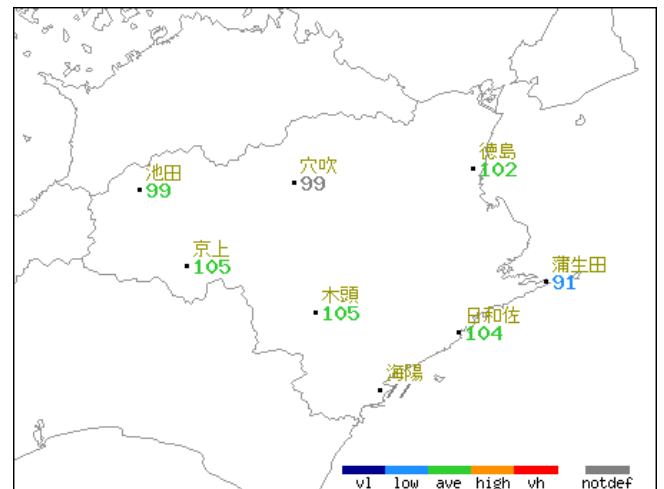 徳島
102
穴吹
99
池田
99
京上
105
蒲生田
91
木頭
105
日和佐
104
海陽
//
vl low ave high vh notdef